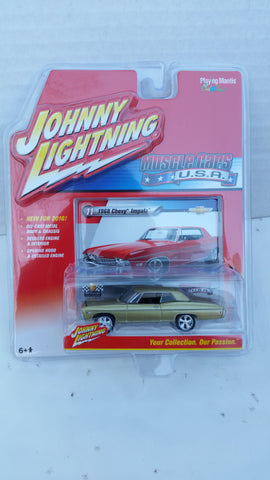 Playing Mantis
JOHNNY
LIGHTNING
Muscle Cars
U.S.A.
NEW FOR 2016!
• DIE-CAST METAL
BODY & CHASSIS
• DETAILED ENGINE
& INTERIOR
• OPENING HOOD
& DETAILED ENGINE
1968 Chevy Impala
JOHNNY
LIGHTNING
6+
Your Collection. Our Passion.